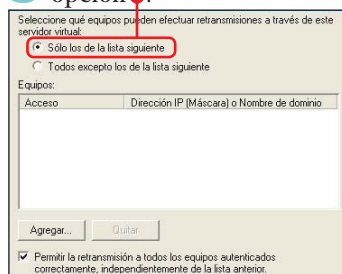 opción
Seleccione qué equipos pueden efectuar retransmisiones a través de este
servidor virtual:
Sólo los de la lista siguiente
Todos excepto los de la lista siguiente
Equipos:
Acceso Dirección IP (Máscara) o Nombre de dominio
Agregar... Quitar
Permitir la retransmisión a todos los equipos autenticados
correctamente, independientemente de la lista anterior.